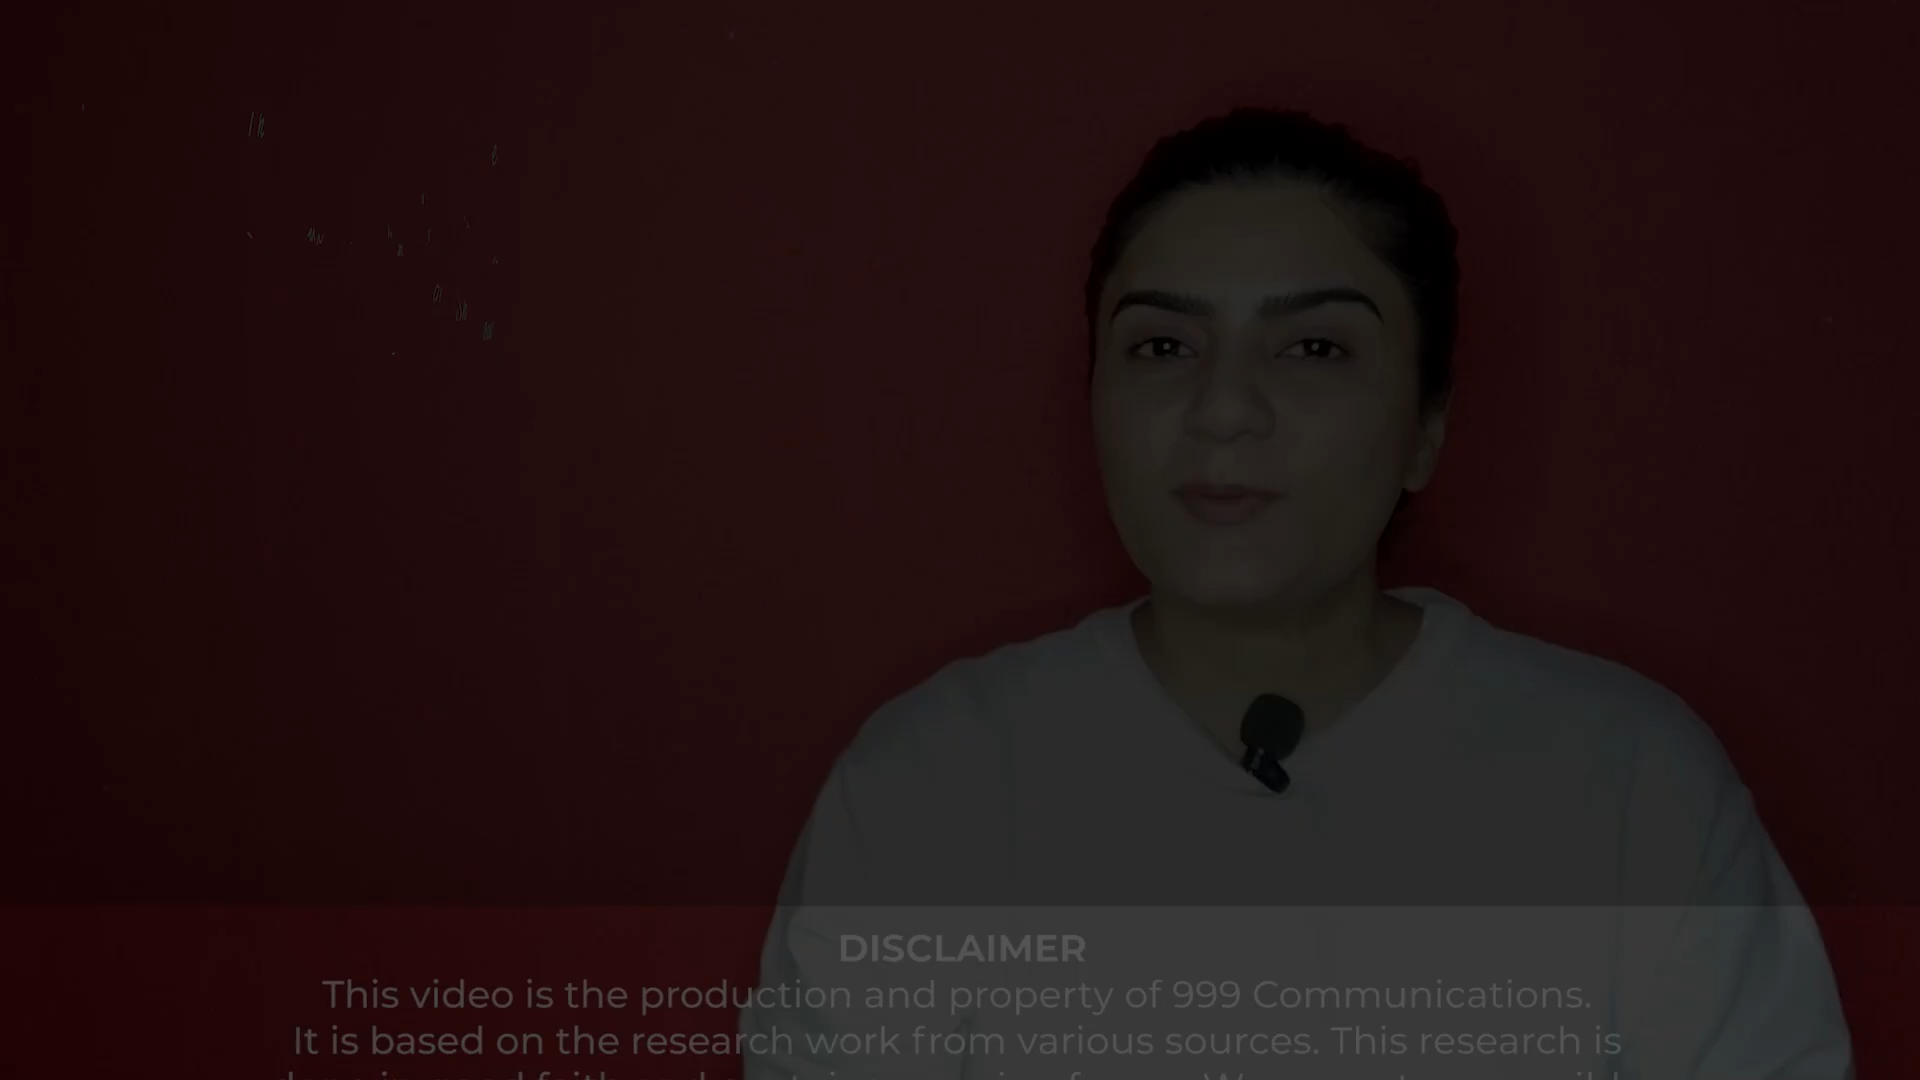 DISCLAIMER
This video is the production and property of 999 Communications.
It is based on the research work from various sources. This research is